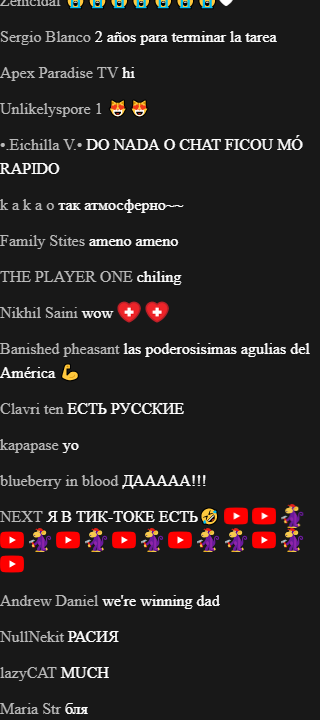 Zemcidal 😭😭😭😭😭😭😭🤍
Sergio Blanco 2 años para terminar la tarea
Apex Paradise TV hi
Unlikelyspore 1 😻 😻
•.Eichilla V.• DO NADA O CHAT FICOU MÓ
RAPIDO
k a k a o так атмосферно~~
Family Stites ameno ameno
THE PLAYER ONE chiling
Nikhil Saini wow
Banished pheasant las poderosisimas agulias del
América 💪
Clavri ten ЕСТЬ РУССКИЕ
kapapase yo
blueberry in blood ДААААА!!!
NEXT Я В ТИК-ТОКЕ ЕСТЬ 🤣
Andrew Daniel we're winning dad
NullNekit РАСИЯ
lazyCAT MUCH
Maria Str бля